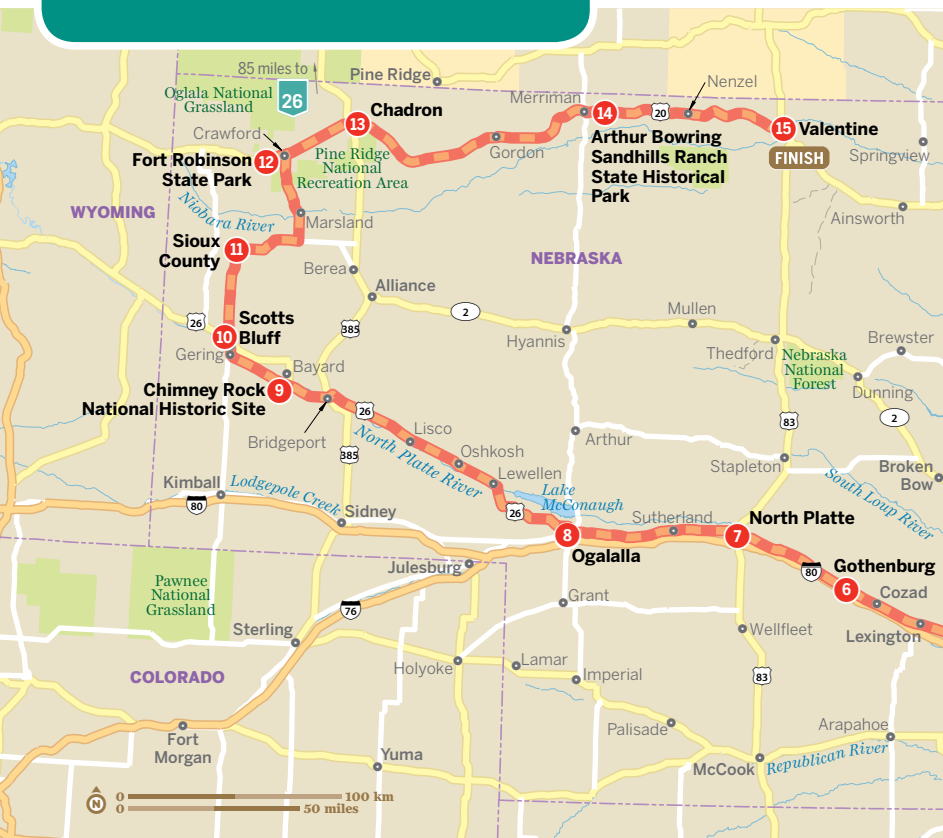 85 miles to
26
Pine Ridge
Oglala National
Grassland
Nenzel
Merriman
Chadron
13
14
20
15 Valentine
FINISH
Crawford
Gordon
Arthur Bowring
Sandhills Ranch
State Historical
Park
Springview
Fort Robinson 12
State Park
Pine Ridge
National
Recreation Area
WYOMING
Niobara River
Marsland
Ainsworth
Sioux
County
11
NEBRASKA
Berea
Alliance
2
Mullen
26
Scotts
Bluff
10
385
Hyannis
Thedford
Nebraska
National
Forest
Brewster
Gering
Bayard
Dunning
Chimney Rock
National Historic Site
9
26
2
83
Bridgeport
Lisco
Arthur
North Platte River
385
Oshkosh
Stapleton
Broken
Bow
Kimball
Lodgepole Creek
Lewellen
South Loup River
80
Lake
McConaugh
26
Sidney
Sutherland
North Platte
8
Ogalalla
7
Julesburg
80
Gothenburg
6
Cozad
Pawnee
National
Grassland
76
Grant
Lexington
Sterling
Wellfleet
Holyoke
Lamar
COLORADO
Imperial
83
Palisade
Arapahoe
Fort
Morgan
Yuma
McCook
Republican River
N
0 100 km
0 50 miles